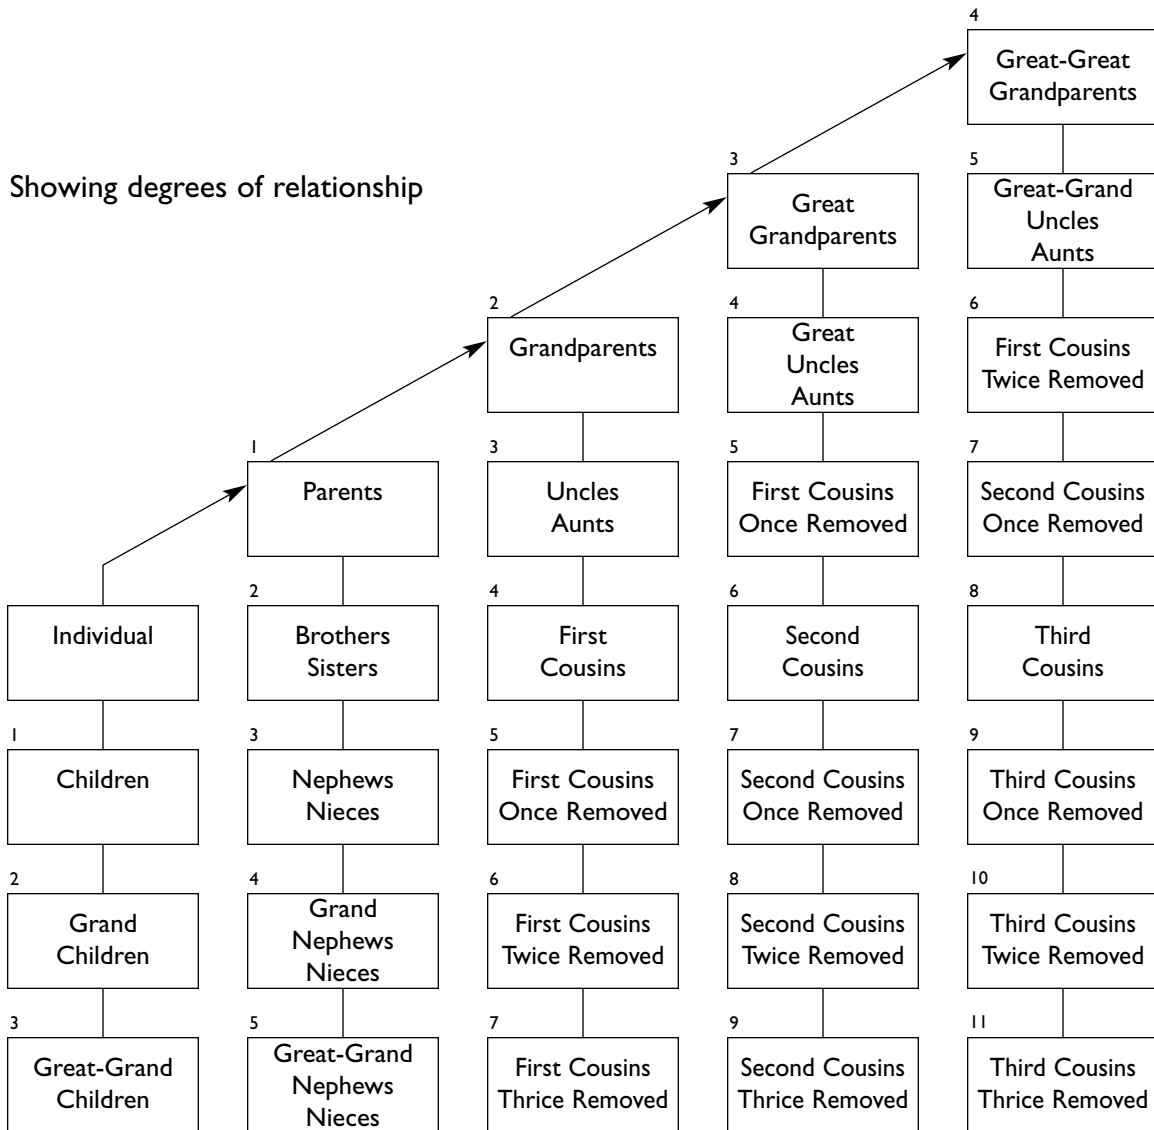 4
Great-Great
Grandparents
Showing degrees of relationship
3
Great
Grandparents
5
Great-Grand
Uncles
Aunts
2
Grandparents
4
Great
Uncles
Aunts
6
First Cousins
Twice Removed
1
Parents
3
Uncles
Aunts
5
First Cousins
Once Removed
7
Second Cousins
Once Removed
Individual
2
Brothers
Sisters
4
First
Cousins
6
Second
Cousins
8
Third
Cousins
1
Children
3
Nephews
Nieces
5
First Cousins
Once Removed
7
Second Cousins
Once Removed
9
Third Cousins
Once Removed
2
Grand
Children
4
Grand
Nephews
Nieces
6
First Cousins
Twice Removed
8
Second Cousins
Twice Removed
10
Third Cousins
Twice Removed
3
Great-Grand
Children
5
Great-Grand
Nephews
Nieces
7
First Cousins
Thrice Removed
9
Second Cousins
Thrice Removed
11
Third Cousins
Thrice Removed